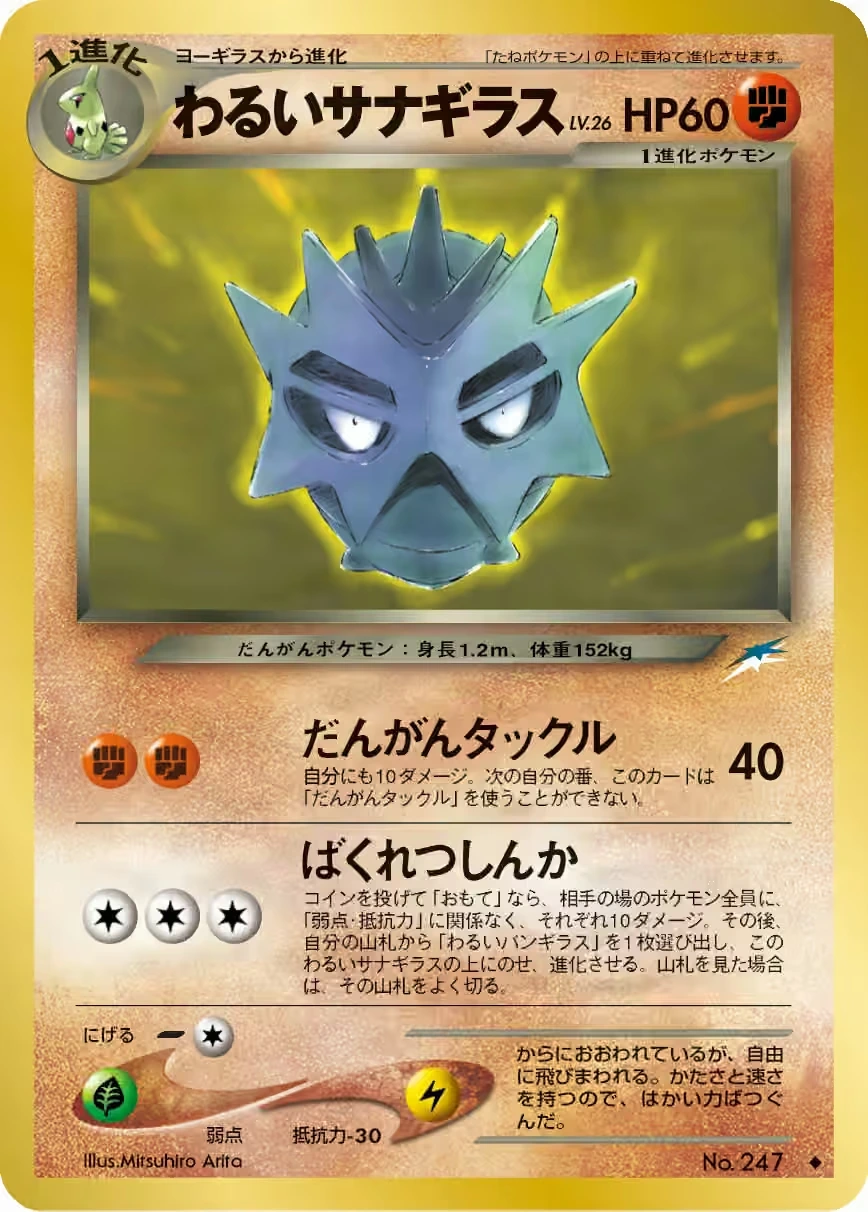 1進化
ヨーギラスから進化
「たねポケモン」の上に重ねて進化させます。
わるいサナギラス LV.26 HP60
1進化ポケモン
だんがんポケモン：身長1.2m、体重152kg
だんがんタックル
自分にも10ダメージ。次の自分の番、このカードは
「だんがんタックル」を使うことができない。
40
ばくれつしんか
コインを投げて「おもて」なら、相手の場のポケモン全員に、
「弱点・抵抗力」に関係なく、それぞれ10ダメージ。その後、
自分の山札から「わるいバンギラス」を1枚選び出し、この
わるいサナギラスの上にのせ、進化させる。山札を見た場合
は、その山札をよく切る。
にげる
弱点
抵抗力-30
からにおおわれているが、自由
に飛びまわれる。かたさと速さ
を持つので、はかい力ばつぐ
んだ。
Illus.Mitsuhiro Arita
No. 247